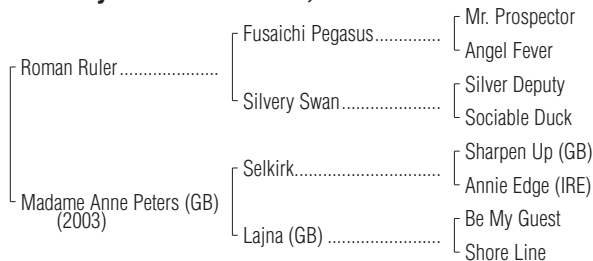 Fusaichi Pegasus..............
Mr. Prospector
Angel Fever
Roman Ruler.....................
Silvery Swan.....................
Silver Deputy
Sociable Duck
Madame Anne Peters (GB)
(2003)
Selkirk...............................
Sharpen Up (GB)
Annie Edge (IRE)
Lajna (GB) ........................
Be My Guest
Shore Line